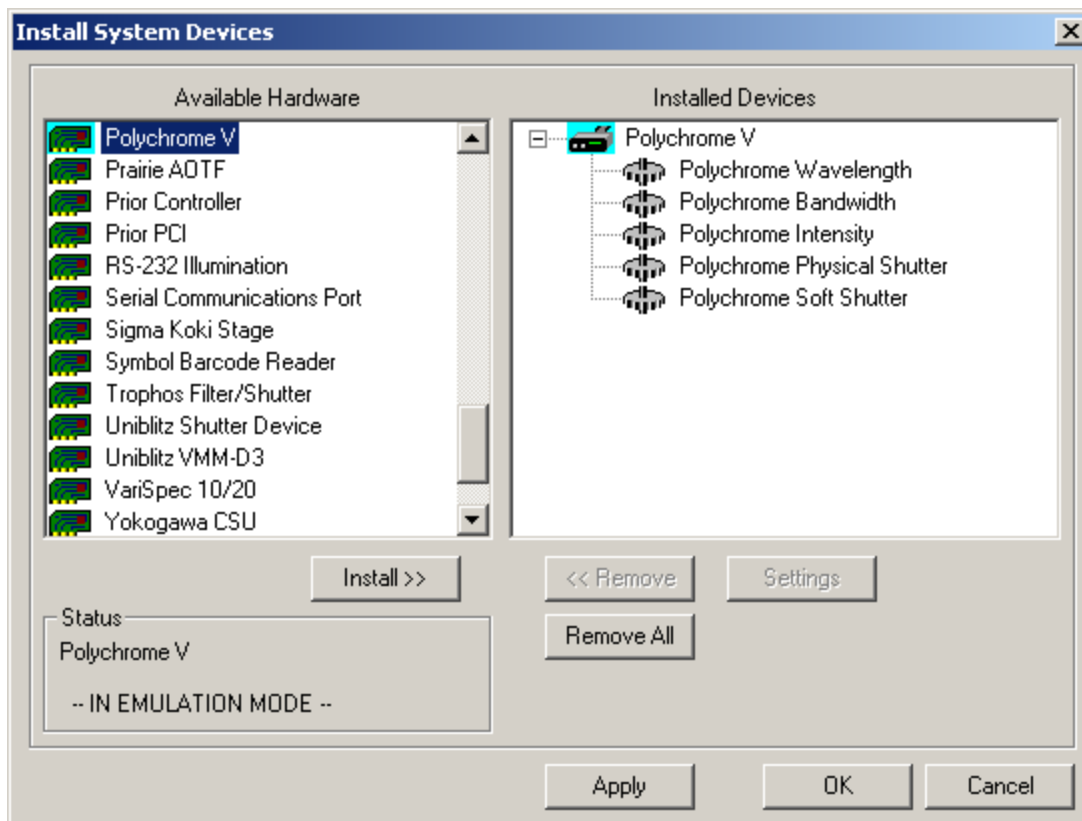 Install System Devices
Available Hardware
Installed Devices
Polychrome V
Prairie AOTF
Prior Controller
Prior PCI
RS-232 Illumination
Serial Communications Port
Sigma Koki Stage
Symbol Barcode Reader
Trophos Filter/Shutter
Uniblitz Shutter Device
Uniblitz VMM-D3
VariSpec 10/20
Yokogawa CSU
Polychrome V
Polychrome Wavelength
Polychrome Bandwidth
Polychrome Intensity
Polychrome Physical Shutter
Polychrome Soft Shutter
Install >>
<< Remove
Settings
Remove All
Status
Polychrome V
-- IN EMULATION MODE --
Apply
OK
Cancel